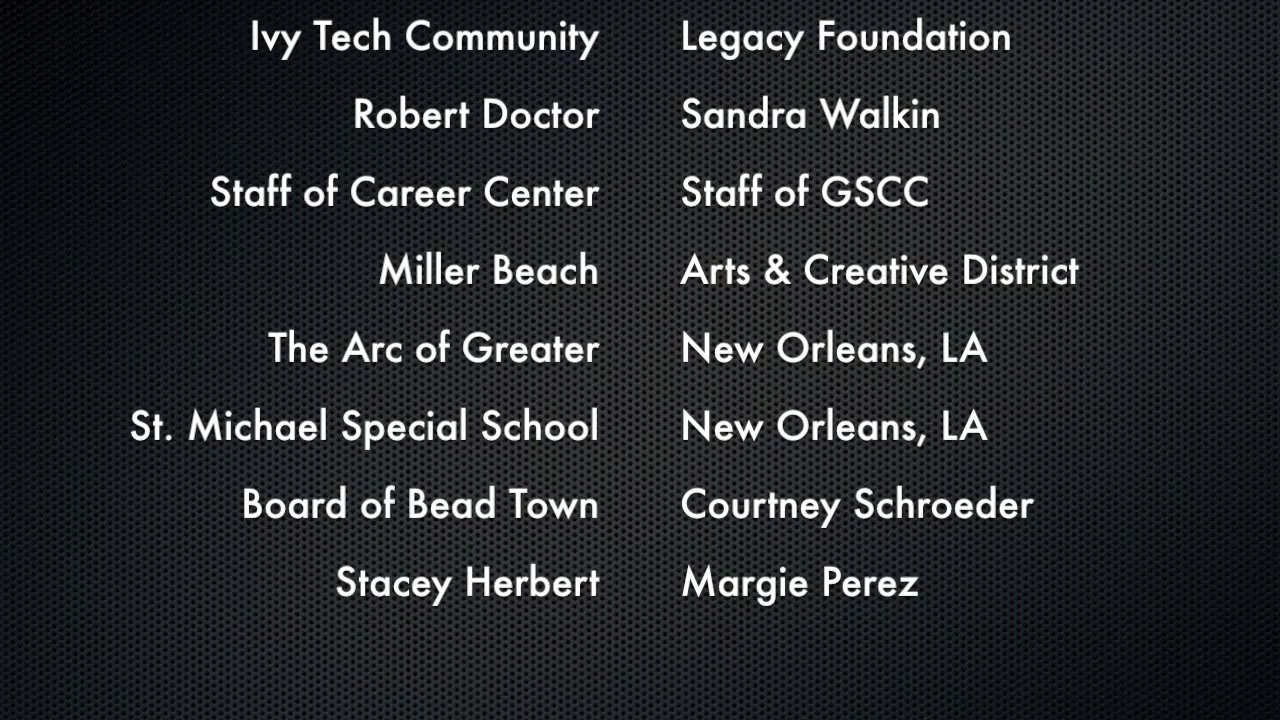 Ivy Tech Community Legacy Foundation
Robert Doctor Sandra Walkin
Staff of Career Center Staff of GSCC
Miller Beach Arts & Creative District
The Arc of Greater New Orleans, LA
St. Michael Special School New Orleans, LA
Board of Bead Town Courtney Schroeder
Stacey Herbert Margie Perez